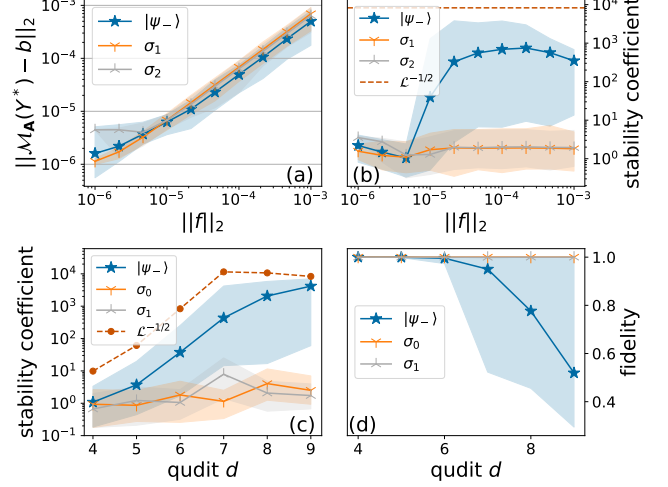 10⁻³
10⁻⁴
10⁻⁵
10⁻⁶
||ℳ_A(Y*) − b||₂
|ψ₋⟩
σ₁
σ₂
(a)
10⁻⁶ 10⁻⁵ 10⁻⁴ 10⁻³
||f||₂
|ψ₋⟩
σ₁
σ₂
ℒ⁻¹/²
(b)
10⁴
10³
10²
10¹
10⁰
stability coefficient
10⁻⁶ 10⁻⁵ 10⁻⁴ 10⁻³
||f||₂
stability coefficient
10⁴
10³
10²
10¹
10⁰
10⁻¹
|ψ₋⟩
σ₀
σ₁
ℒ⁻¹/²
(c)
4 5 6 7 8 9
qudit d
|ψ₋⟩
σ₀
σ₁
(d)
1.0
0.8
0.6
0.4
fidelity
4 6 8
qudit d